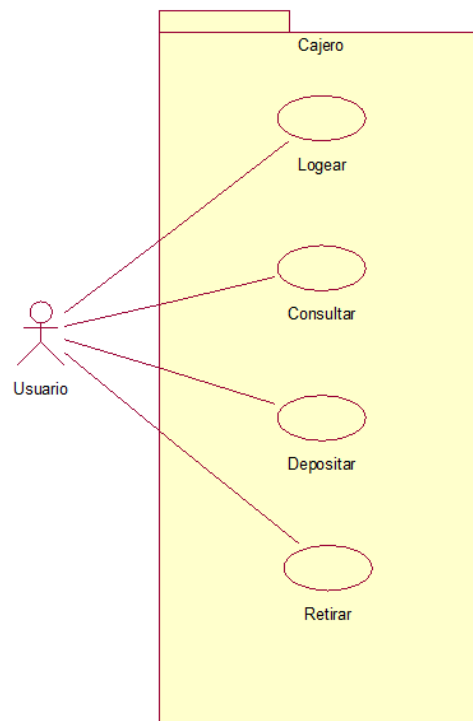 Cajero
Logear
Consultar
Usuario
Depositar
Retirar